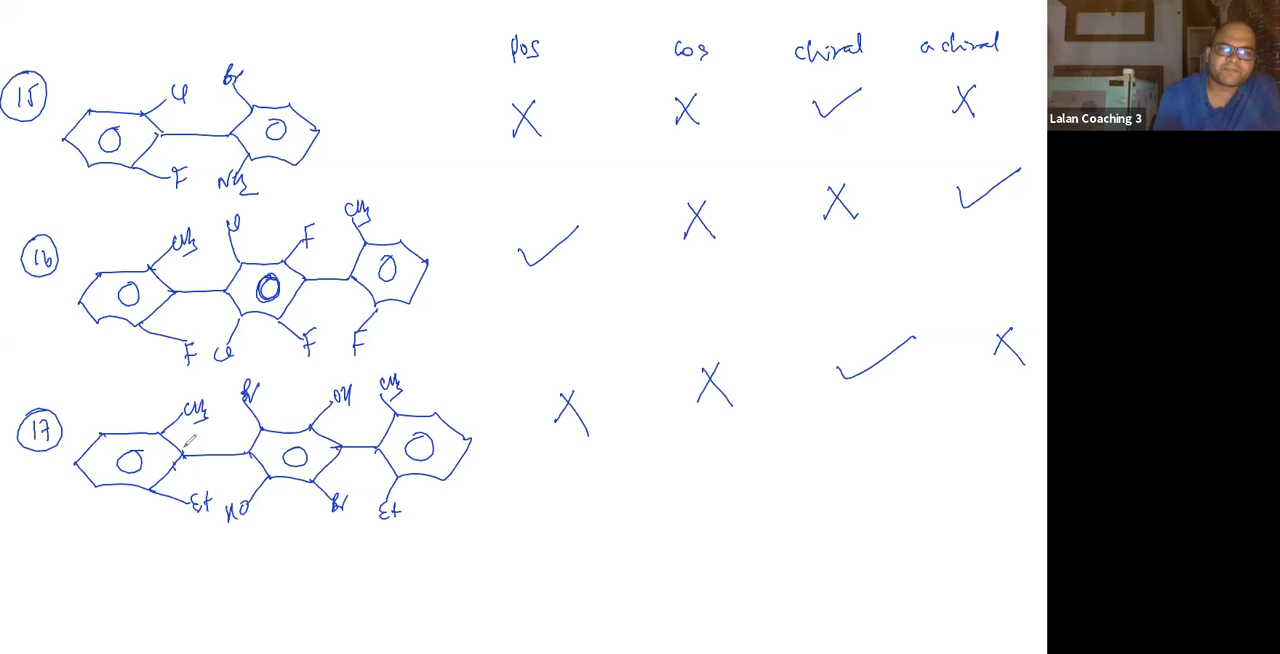 pos cos chiral achiral
15
Cl Br
F NH2
16
CH3 Cl F CH3
F Cl F F
17
CH3 Br OH CH3
Et HO Br Et
Lalan Coaching 3